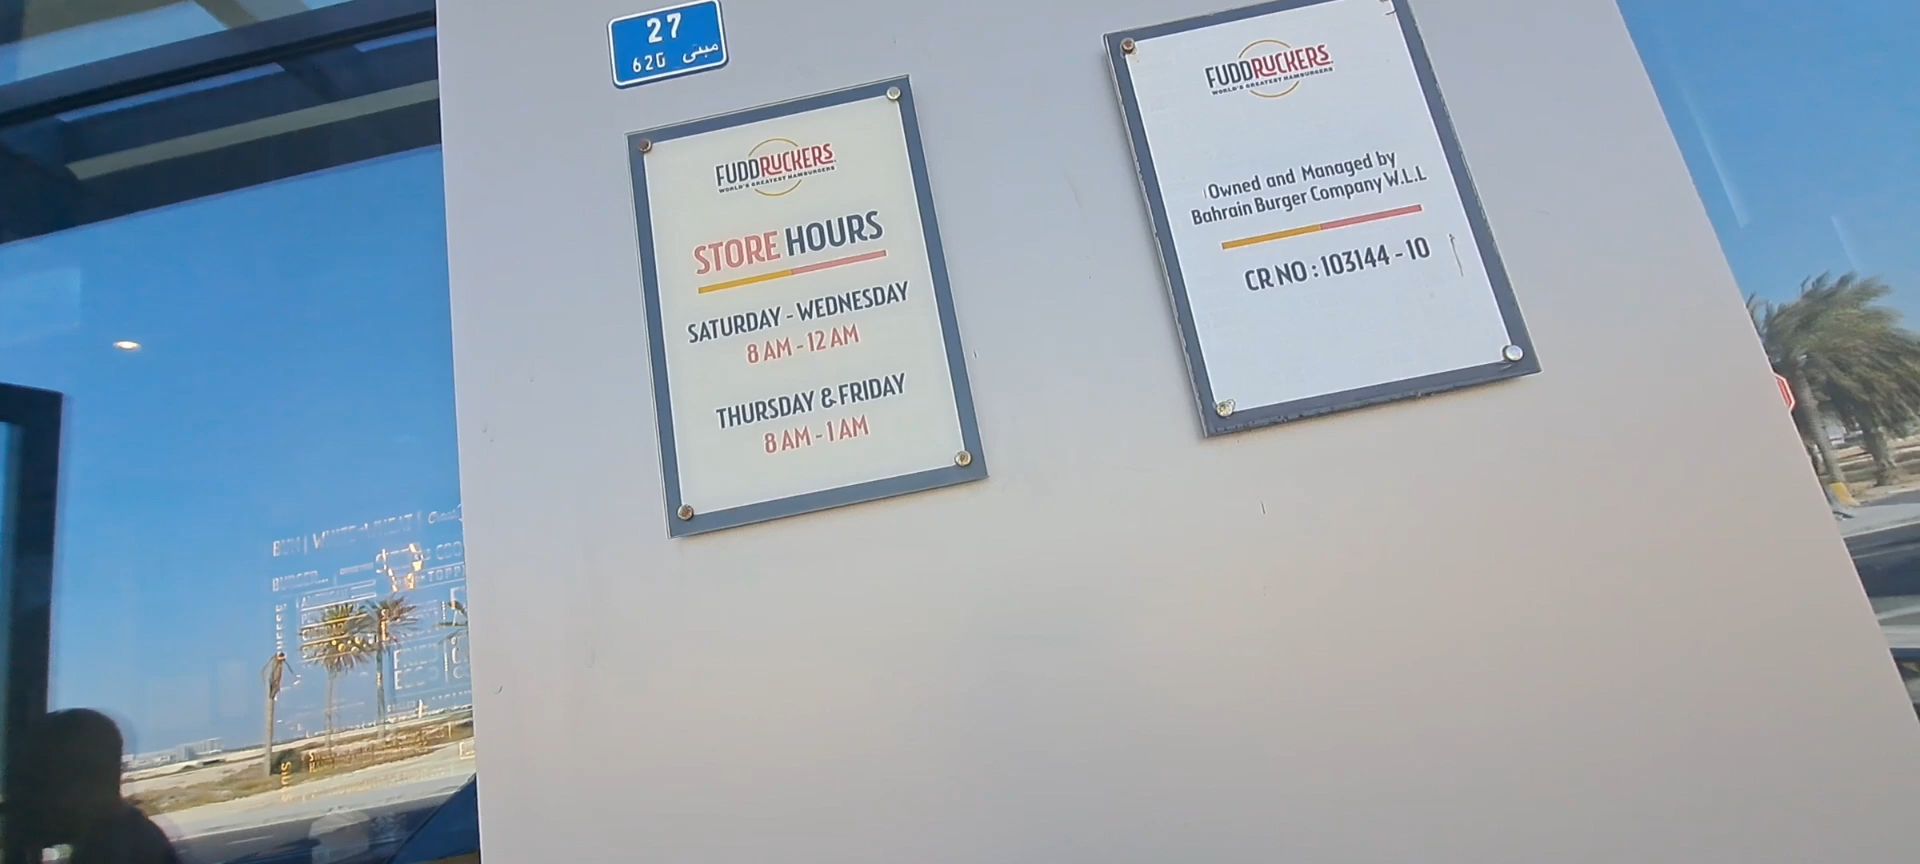 27
62G مبنى
FUDDRUCKERS
WORLD'S GREATEST HAMBURGERS
STORE HOURS
SATURDAY - WEDNESDAY
8 AM - 12 AM
THURSDAY & FRIDAY
8 AM - 1 AM
FUDDRUCKERS
WORLD'S GREATEST HAMBURGERS
Owned and Managed by
Bahrain Burger Company W.L.L
CR NO : 103144 - 10